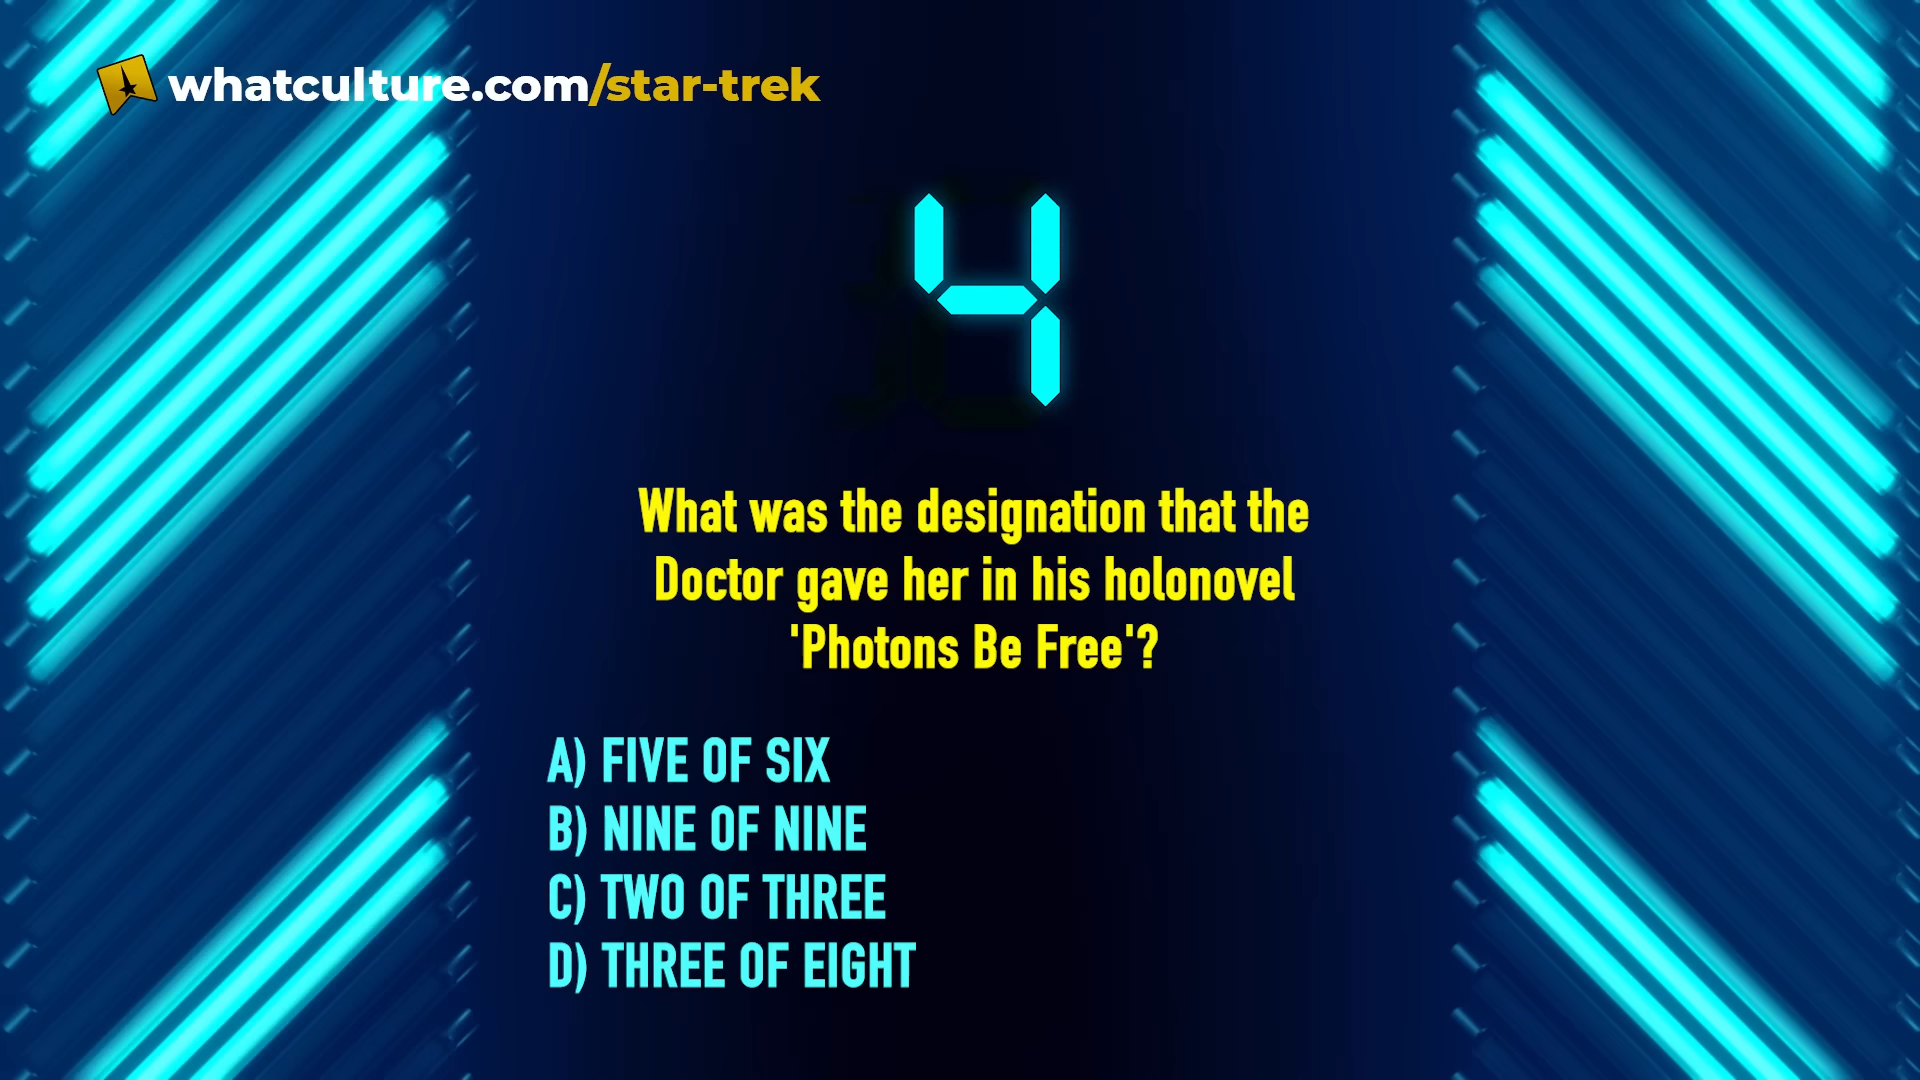 whatculture.com/star-trek
4
What was the designation that the
Doctor gave her in his holonovel
'Photons Be Free'?
A) FIVE OF SIX
B) NINE OF NINE
C) TWO OF THREE
D) THREE OF EIGHT